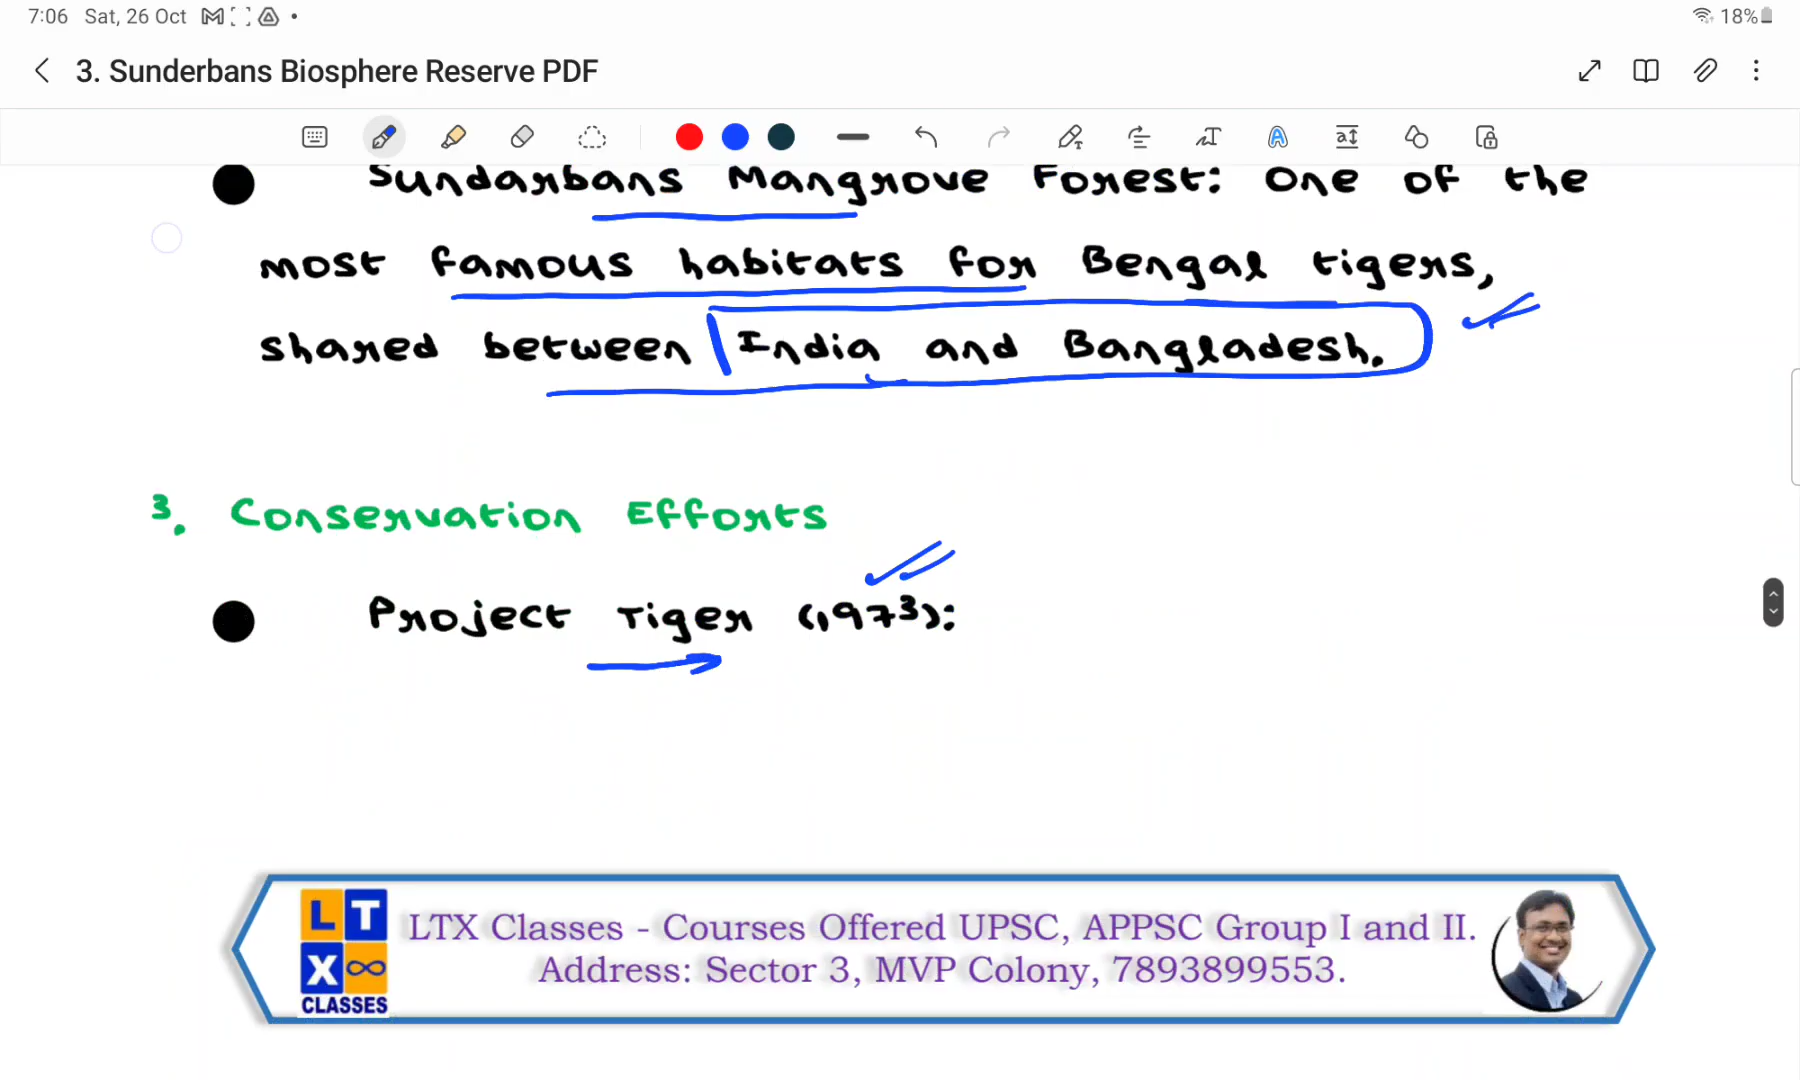 7:06 Sat, 26 Oct
18%
3. Sunderbans Biosphere Reserve PDF
Sundarbans Mangrove Forest: One of the
most famous habitats for Bengal tigers,
shared between India and Bangladesh.
3. Conservation Efforts
Project Tiger (1973):
LTX Classes - Courses Offered UPSC, APPSC Group I and II.
Address: Sector 3, MVP Colony, 7893899553.
L T
X ∞
CLASSES